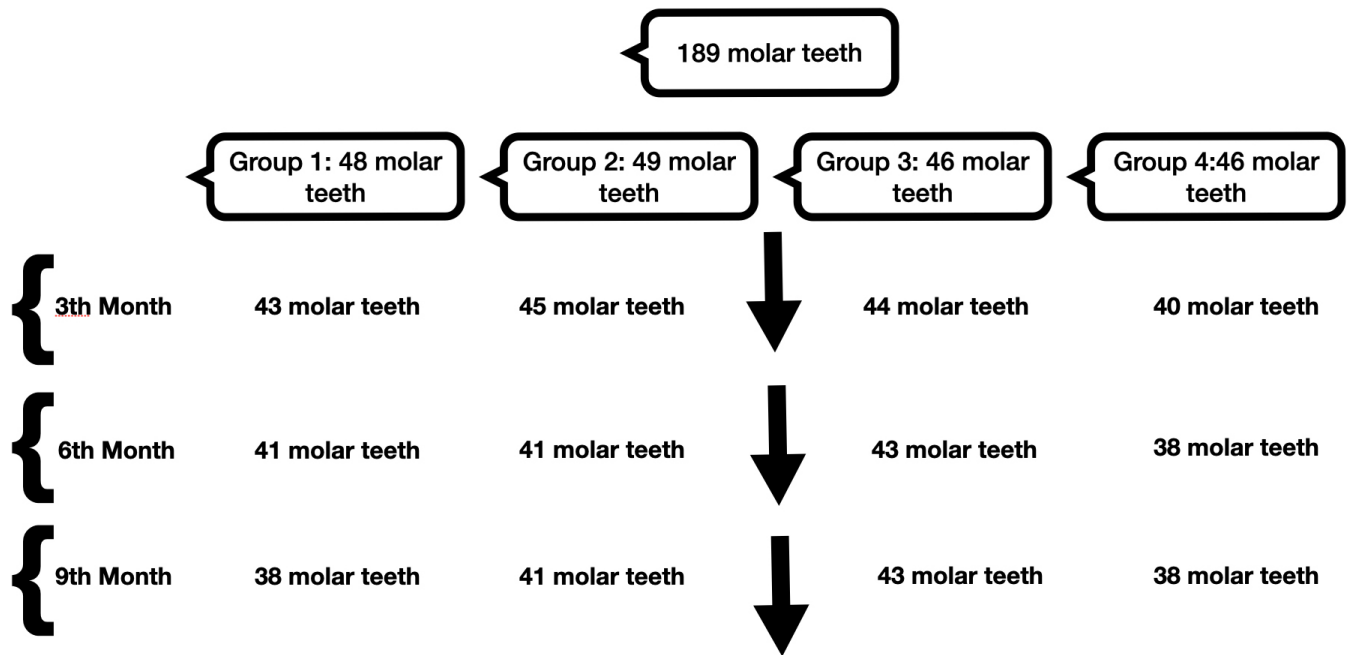 189 molar teeth
Group 1: 48 molar
teeth
Group 2: 49 molar
teeth
Group 3: 46 molar
teeth
Group 4:46 molar
teeth
3th Month
43 molar teeth
45 molar teeth
44 molar teeth
40 molar teeth
6th Month
41 molar teeth
41 molar teeth
43 molar teeth
38 molar teeth
9th Month
38 molar teeth
41 molar teeth
43 molar teeth
38 molar teeth